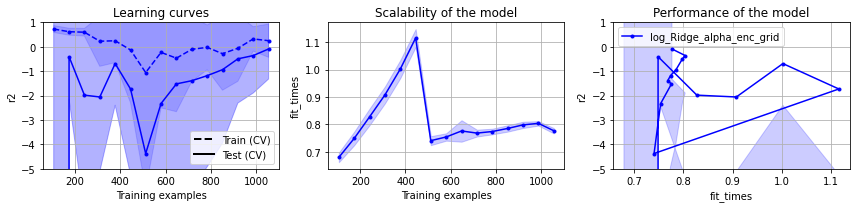 Learning curves
1
0
−1
−2
−3
−4
−5
r2
200
400
600
800
1000
Training examples
Train (CV)
Test (CV)
Scalability of the model
1.1
1.0
0.9
0.8
0.7
fit_times
200
400
600
800
1000
Training examples
Performance of the model
1
0
−1
−2
−3
−4
−5
r2
0.7
0.8
0.9
1.0
1.1
fit_times
log_Ridge_alpha_enc_grid